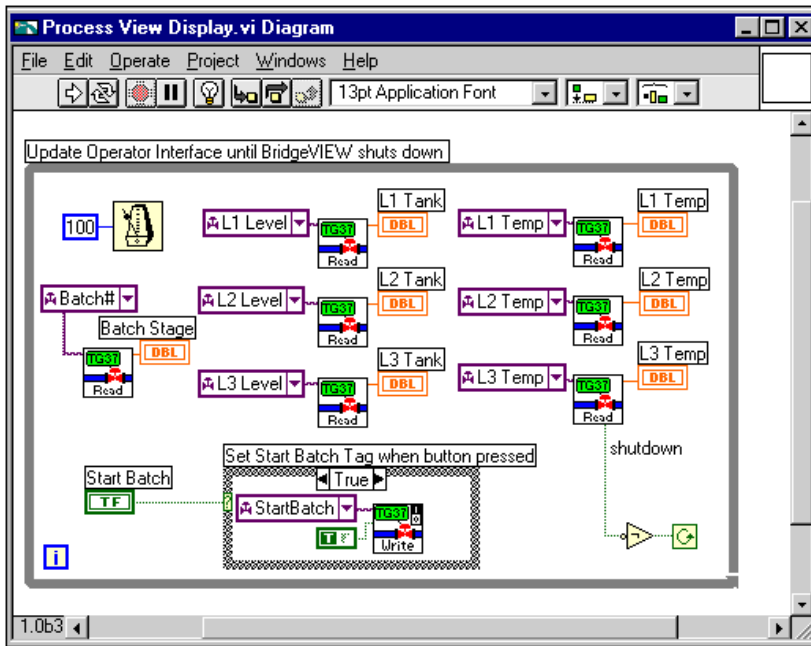 Process View Display.vi Diagram
File Edit Operate Project Windows Help
13pt Application Font
Update Operator Interface until BridgeVIEW shuts down
100
L1 Level
TG37
Read
L1 Tank
DBL
L1 Temp
TG37
Read
L1 Temp
DBL
Batch#
TG37
Read
Batch Stage
DBL
L2 Level
TG37
Read
L2 Tank
DBL
L2 Temp
TG37
Read
L2 Temp
DBL
L3 Level
TG37
Read
L3 Tank
DBL
L3 Temp
TG37
Read
L3 Temp
DBL
shutdown
Set Start Batch Tag when button pressed
True
Start Batch
TF
?
StartBatch
TG37
1
0
Write
T
i
1.0b3